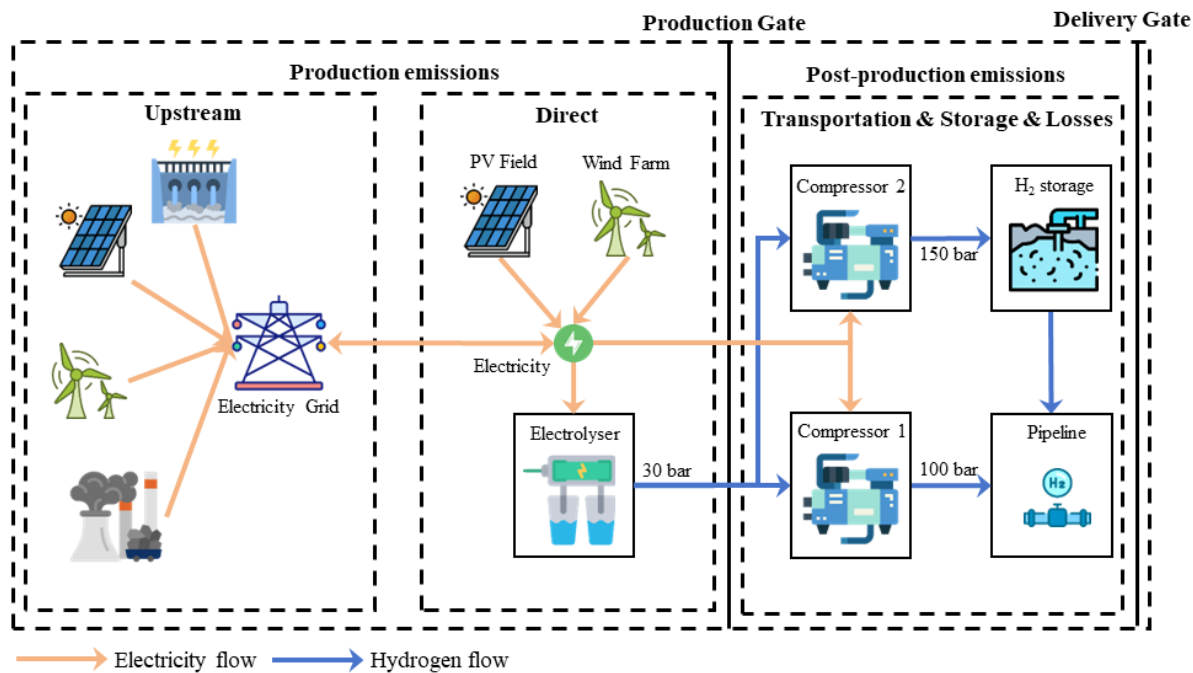 Production Gate
Delivery Gate
Production emissions
Post-production emissions
Upstream
Direct
Transportation & Storage & Losses
PV Field
Wind Farm
Compressor 2
H₂ storage
150 bar
Electricity
Electricity Grid
Electrolyser
30 bar
Compressor 1
100 bar
Pipeline
H₂
Electricity flow
Hydrogen flow